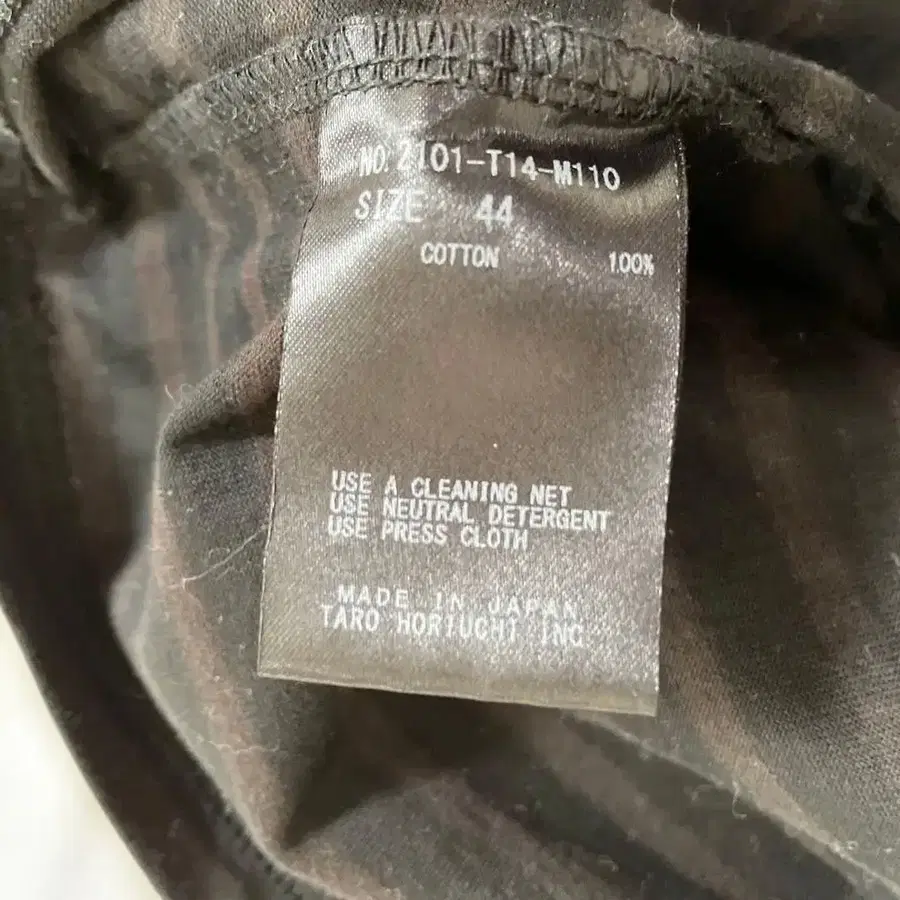 NO. 2101-T14-M110
SIZE 44
COTTON 100%
USE A CLEANING NET
USE NEUTRAL DETERGENT
USE PRESS CLOTH
MADE IN JAPAN
TARO HORIUCHI INC